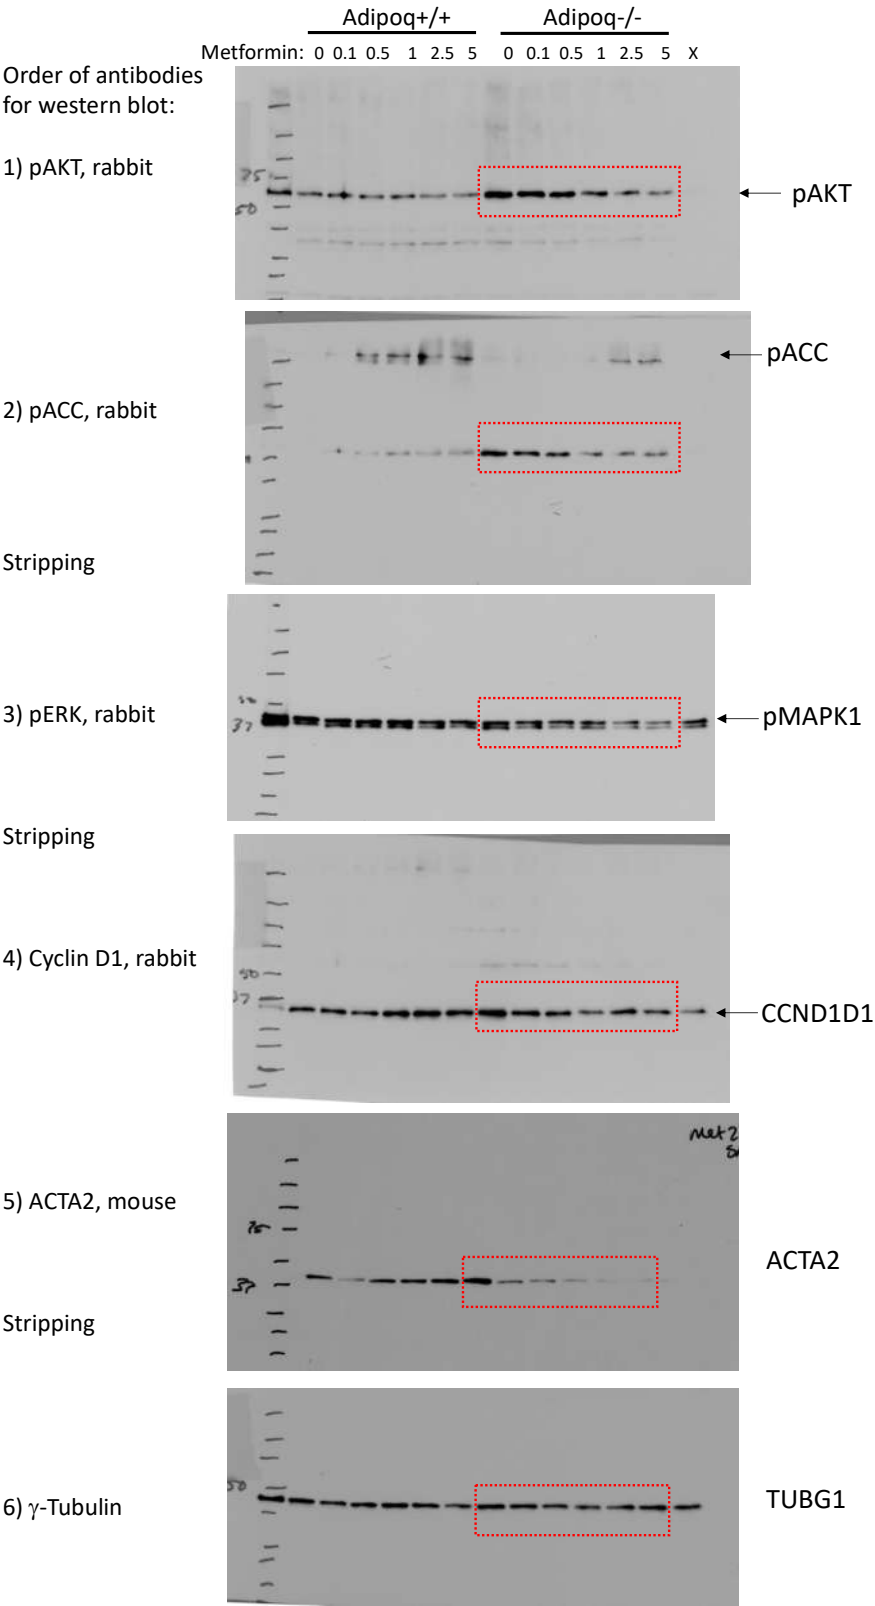 Adipoq+/+ Adipoq-/-
Metformin: 0 0.1 0.5 1 2.5 5 0 0.1 0.5 1 2.5 5 X
Order of antibodies
for western blot:
1) pAKT, rabbit
75
50
pAKT
pACC
2) pACC, rabbit
Stripping
3) pERK, rabbit
37
pMAPK1
Stripping
4) Cyclin D1, rabbit
50
37
CCND1D1
Met2
5) ACTA2, mouse
75
ACTA2
37
Stripping
50
6) γ-Tubulin
TUBG1